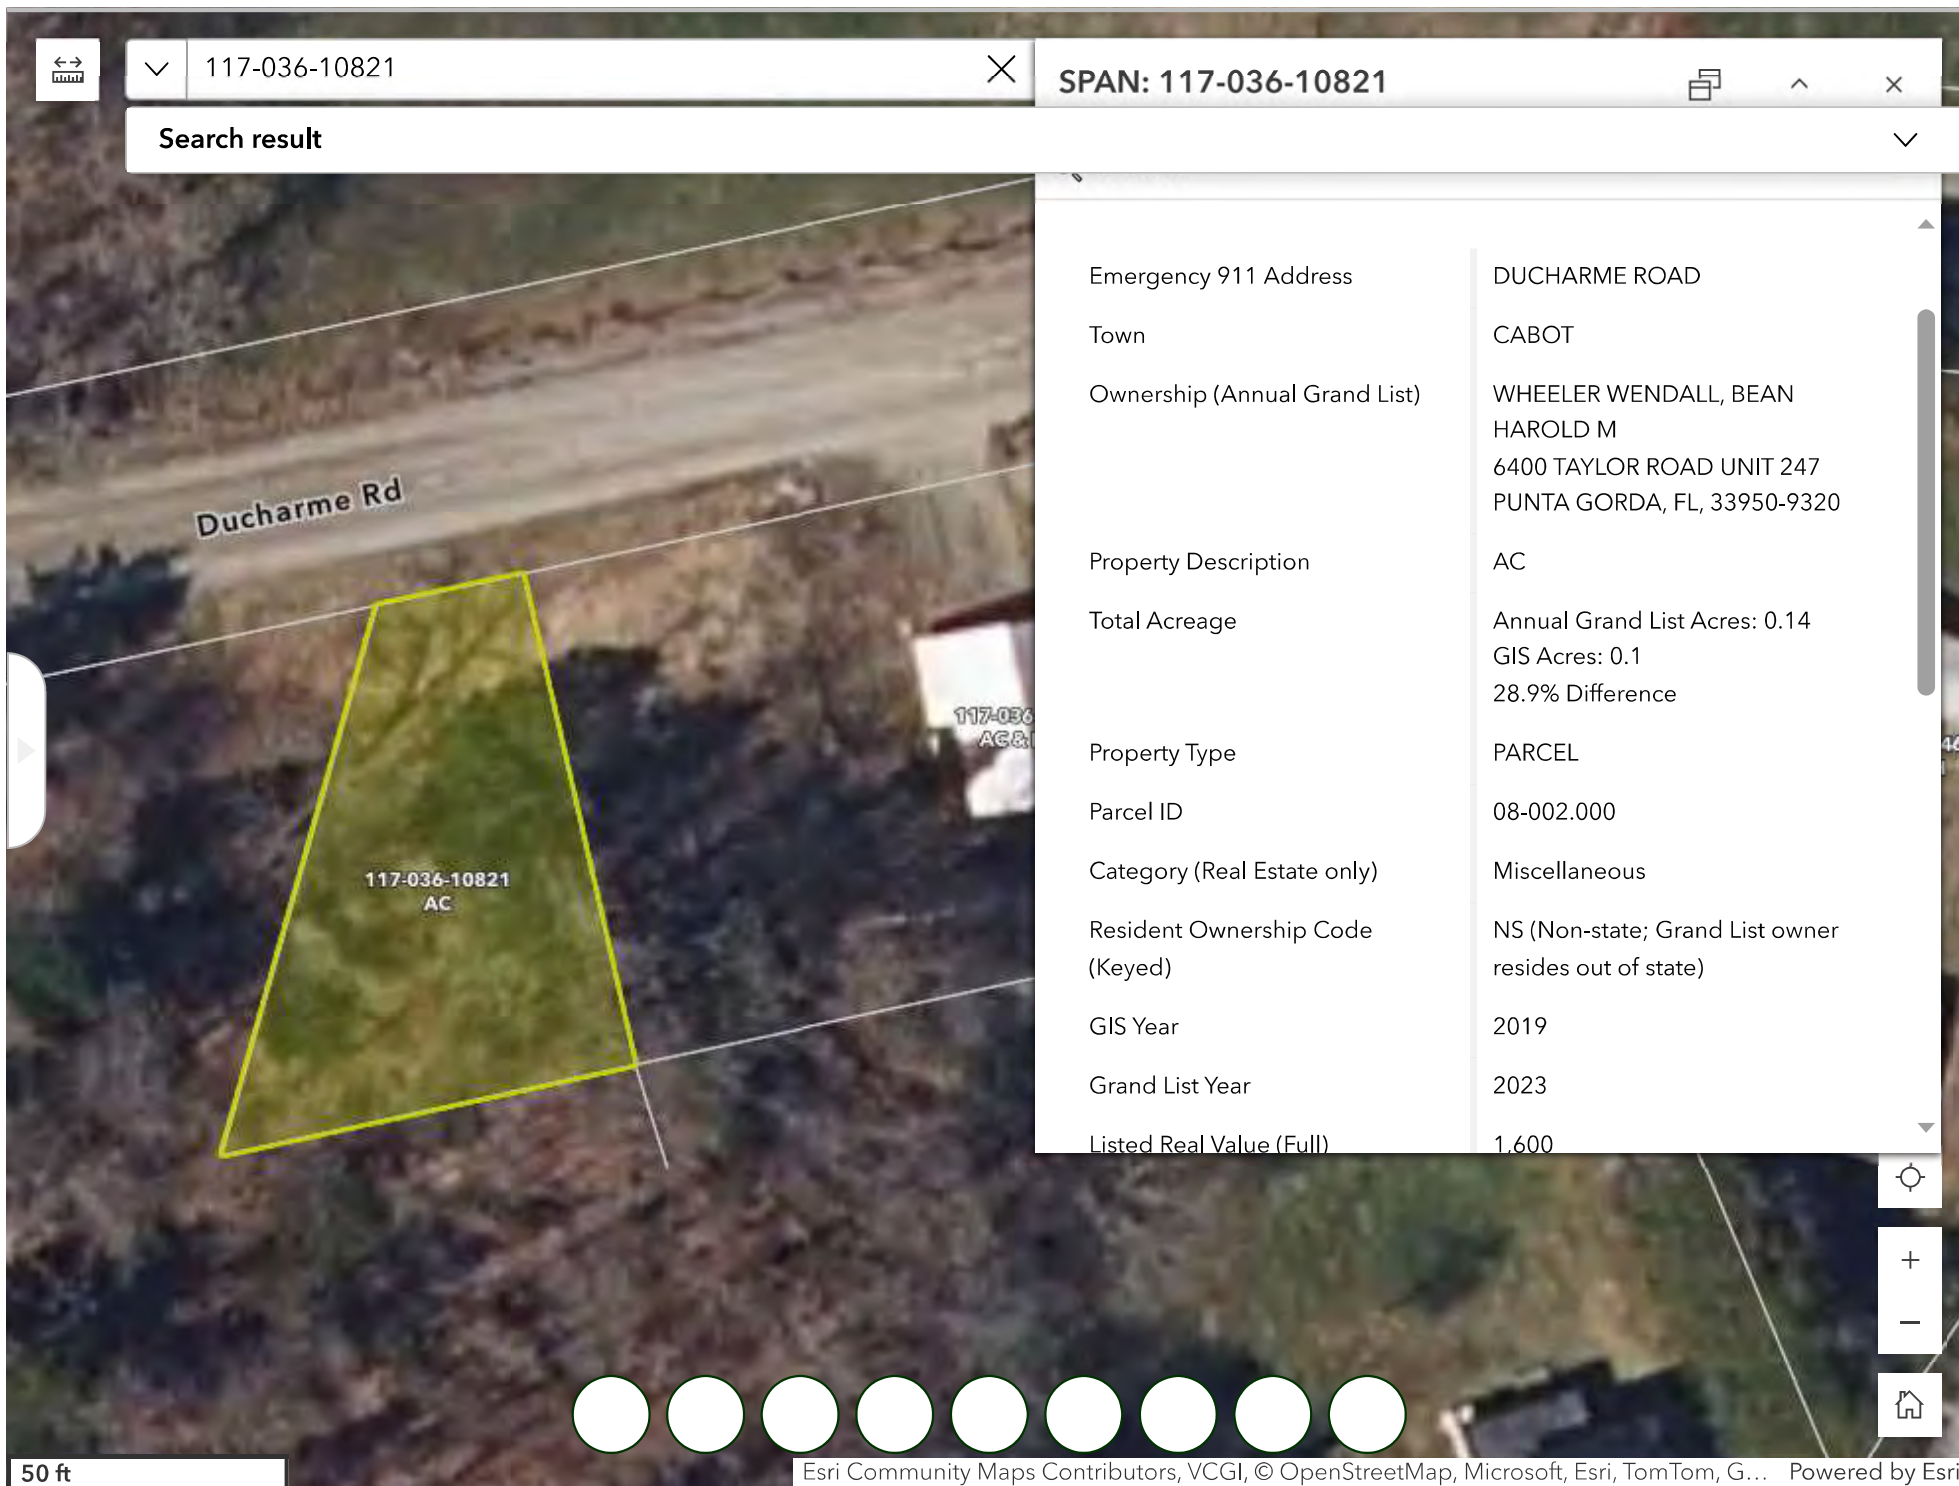 117-036-10821
SPAN: 117-036-10821
Search result
Emergency 911 Address
DUCHARME ROAD
Town
CABOT
Ownership (Annual Grand List)
WHEELER WENDALL, BEAN
HAROLD M
6400 TAYLOR ROAD UNIT 247
PUNTA GORDA, FL, 33950-9320
Property Description
AC
Total Acreage
Annual Grand List Acres: 0.14
GIS Acres: 0.1
28.9% Difference
Property Type
PARCEL
Parcel ID
08-002.000
Category (Real Estate only)
Miscellaneous
Resident Ownership Code
(Keyed)
NS (Non-state; Grand List owner
resides out of state)
GIS Year
2019
Grand List Year
2023
Listed Real Value (Full)
1,600
Ducharme Rd
117-036
AC &
117-036-10821
AC
50 ft
Esri Community Maps Contributors, VCGI, © OpenStreetMap, Microsoft, Esri, TomTom, G...
Powered by Esri